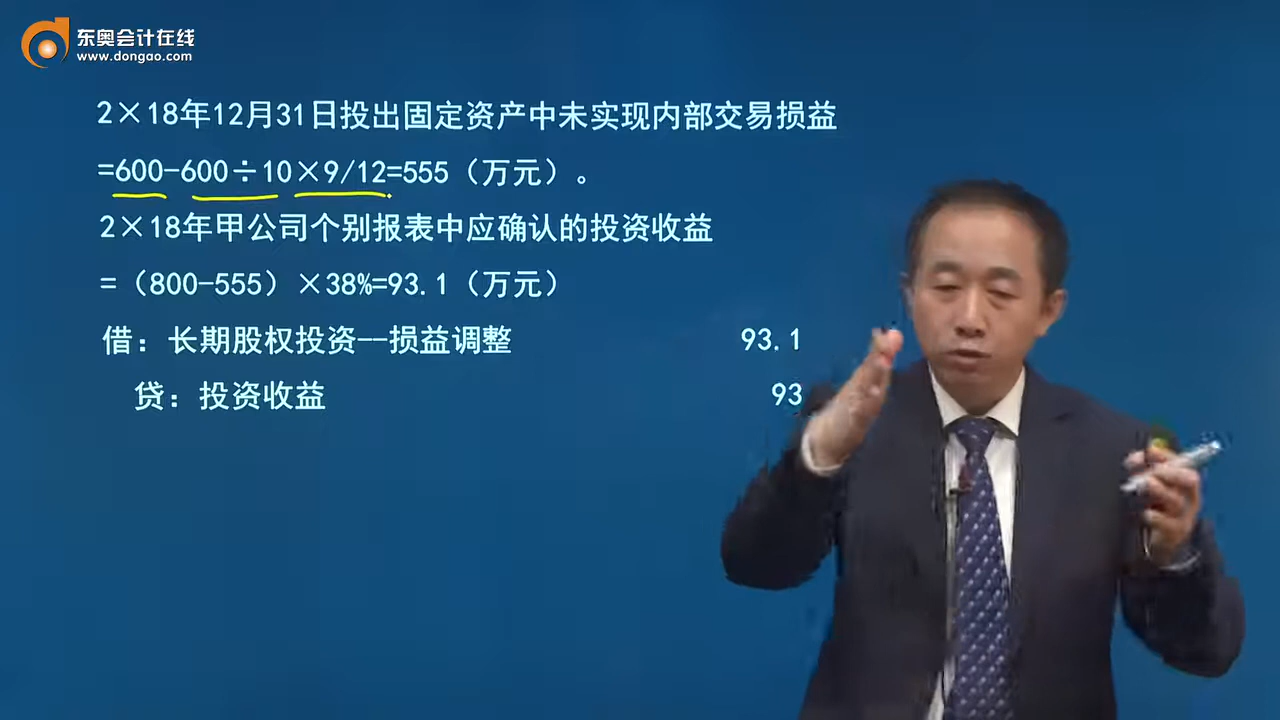 东奥会计在线
www.dongao.com
2×18年12月31日投出固定资产中未实现内部交易损益
=600-600÷10×9/12=555（万元）。
2×18年甲公司个别报表中应确认的投资收益
=（800-555）×38%=93.1（万元）
借：长期股权投资--损益调整 93.1
贷：投资收益 93